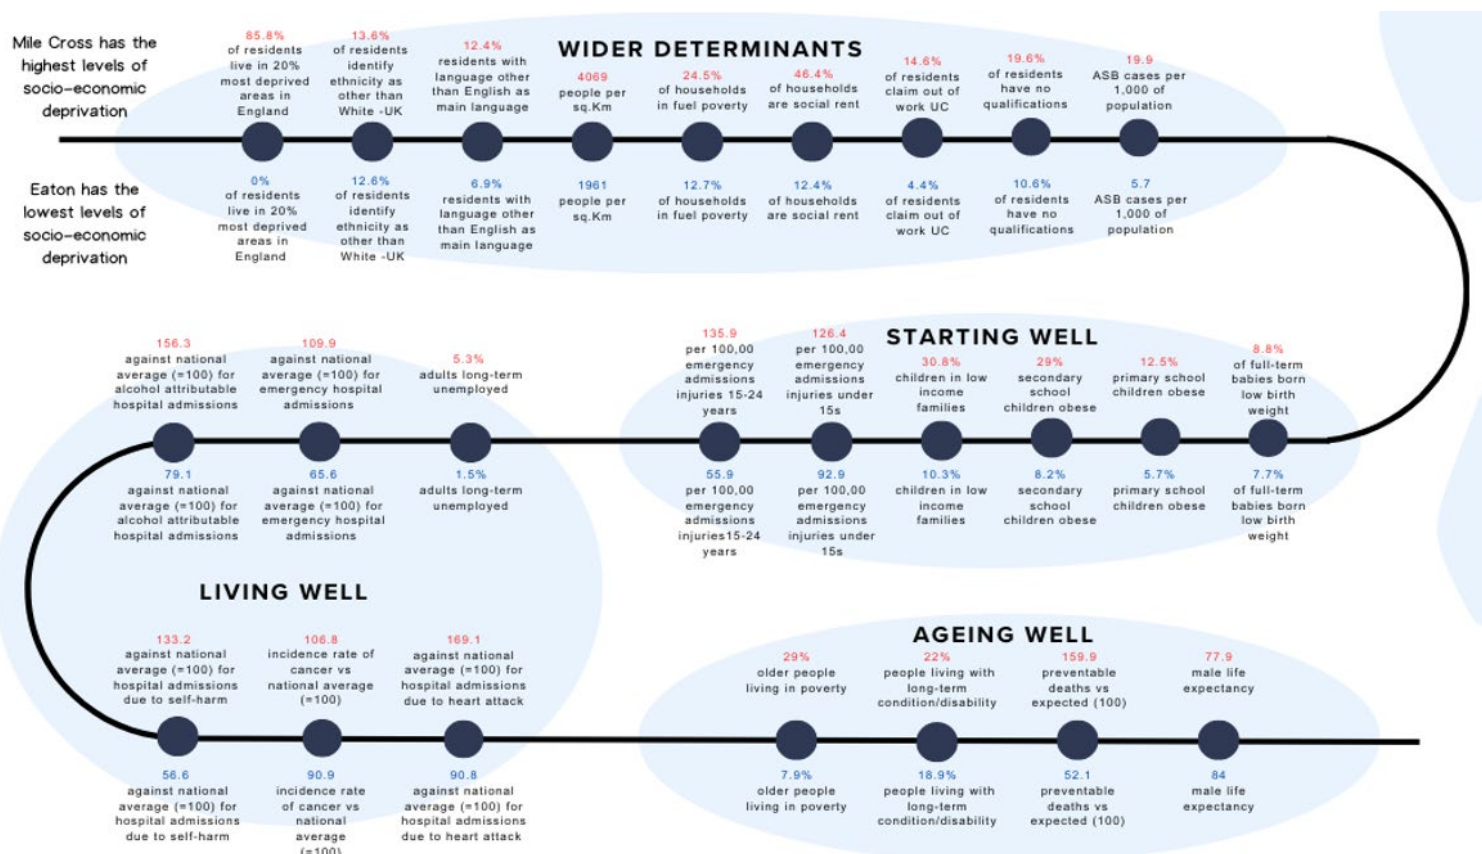 Mile Cross has the
highest levels of
socio-economic
deprivation
WIDER DETERMINANTS
85.8%
of residents
live in 20%
most deprived
areas in
England
13.6%
of residents
identify
ethnicity as
other than
White -UK
12.4%
residents with
language other
than English as
main language
4069
people per
sq.Km
24.5%
of households
in fuel poverty
46.4%
of households
are social rent
14.6%
of residents
claim out of
work UC
19.6%
of residents
have no
qualifications
19.9
ASB cases per
1,000 of
population
Eaton has the
lowest levels of
socio-economic
deprivation
0%
of residents
live in 20%
most deprived
areas in
England
12.6%
of residents
identify
ethnicity as
other than
White -UK
6.9%
residents with
language other
than English as
main language
1961
people per
sq.Km
12.7%
of households
in fuel poverty
12.4%
of households
are social rent
4.4%
of residents
claim out of
work UC
10.6%
of residents
have no
qualifications
5.7
ASB cases per
1,000 of
population
156.3
against national
average (=100) for
alcohol attributable
hospital admissions
109.9
against national
average (=100) for
emergency hospital
admissions
5.3%
adults long-term
unemployed
STARTING WELL
135.9
per 100,00
emergency
admissions
injuries 15-24
years
126.4
per 100,00
emergency
admissions
injuries under
15s
30.8%
children in low
income
families
29%
secondary
school
children obese
12.5%
primary school
children obese
8.8%
of full-term
babies born
low birth
weight
79.1
against national
average (=100) for
alcohol attributable
hospital admissions
65.6
against national
average (=100) for
emergency hospital
admissions
1.5%
adults long-term
unemployed
55.9
per 100,00
emergency
admissions
injuries15-24
years
92.9
per 100,00
emergency
admissions
injuries under
15s
10.3%
children in low
income
families
8.2%
secondary
school
children obese
5.7%
primary school
children obese
7.7%
of full-term
babies born
low birth
weight
LIVING WELL
133.2
against national
average (=100) for
hospital admissions
due to self-harm
106.8
incidence rate of
cancer vs
national average
(=100)
169.1
against national
average (=100) for
hospital admissions
due to heart attack
AGEING WELL
29%
older people
living in poverty
22%
people living with
long-term
condition/disability
159.9
preventable
deaths vs
expected (100)
77.9
male life
expectancy
56.6
against national
average (=100) for
hospital admissions
due to self-harm
90.9
incidence rate
of cancer vs
national
average
(=100)
90.8
against national
average (=100) for
hospital admissions
due to heart attack
7.9%
older people
living in poverty
18.9%
people living with
long-term
condition/disability
52.1
preventable
deaths vs
expected (100)
84
male life
expectancy